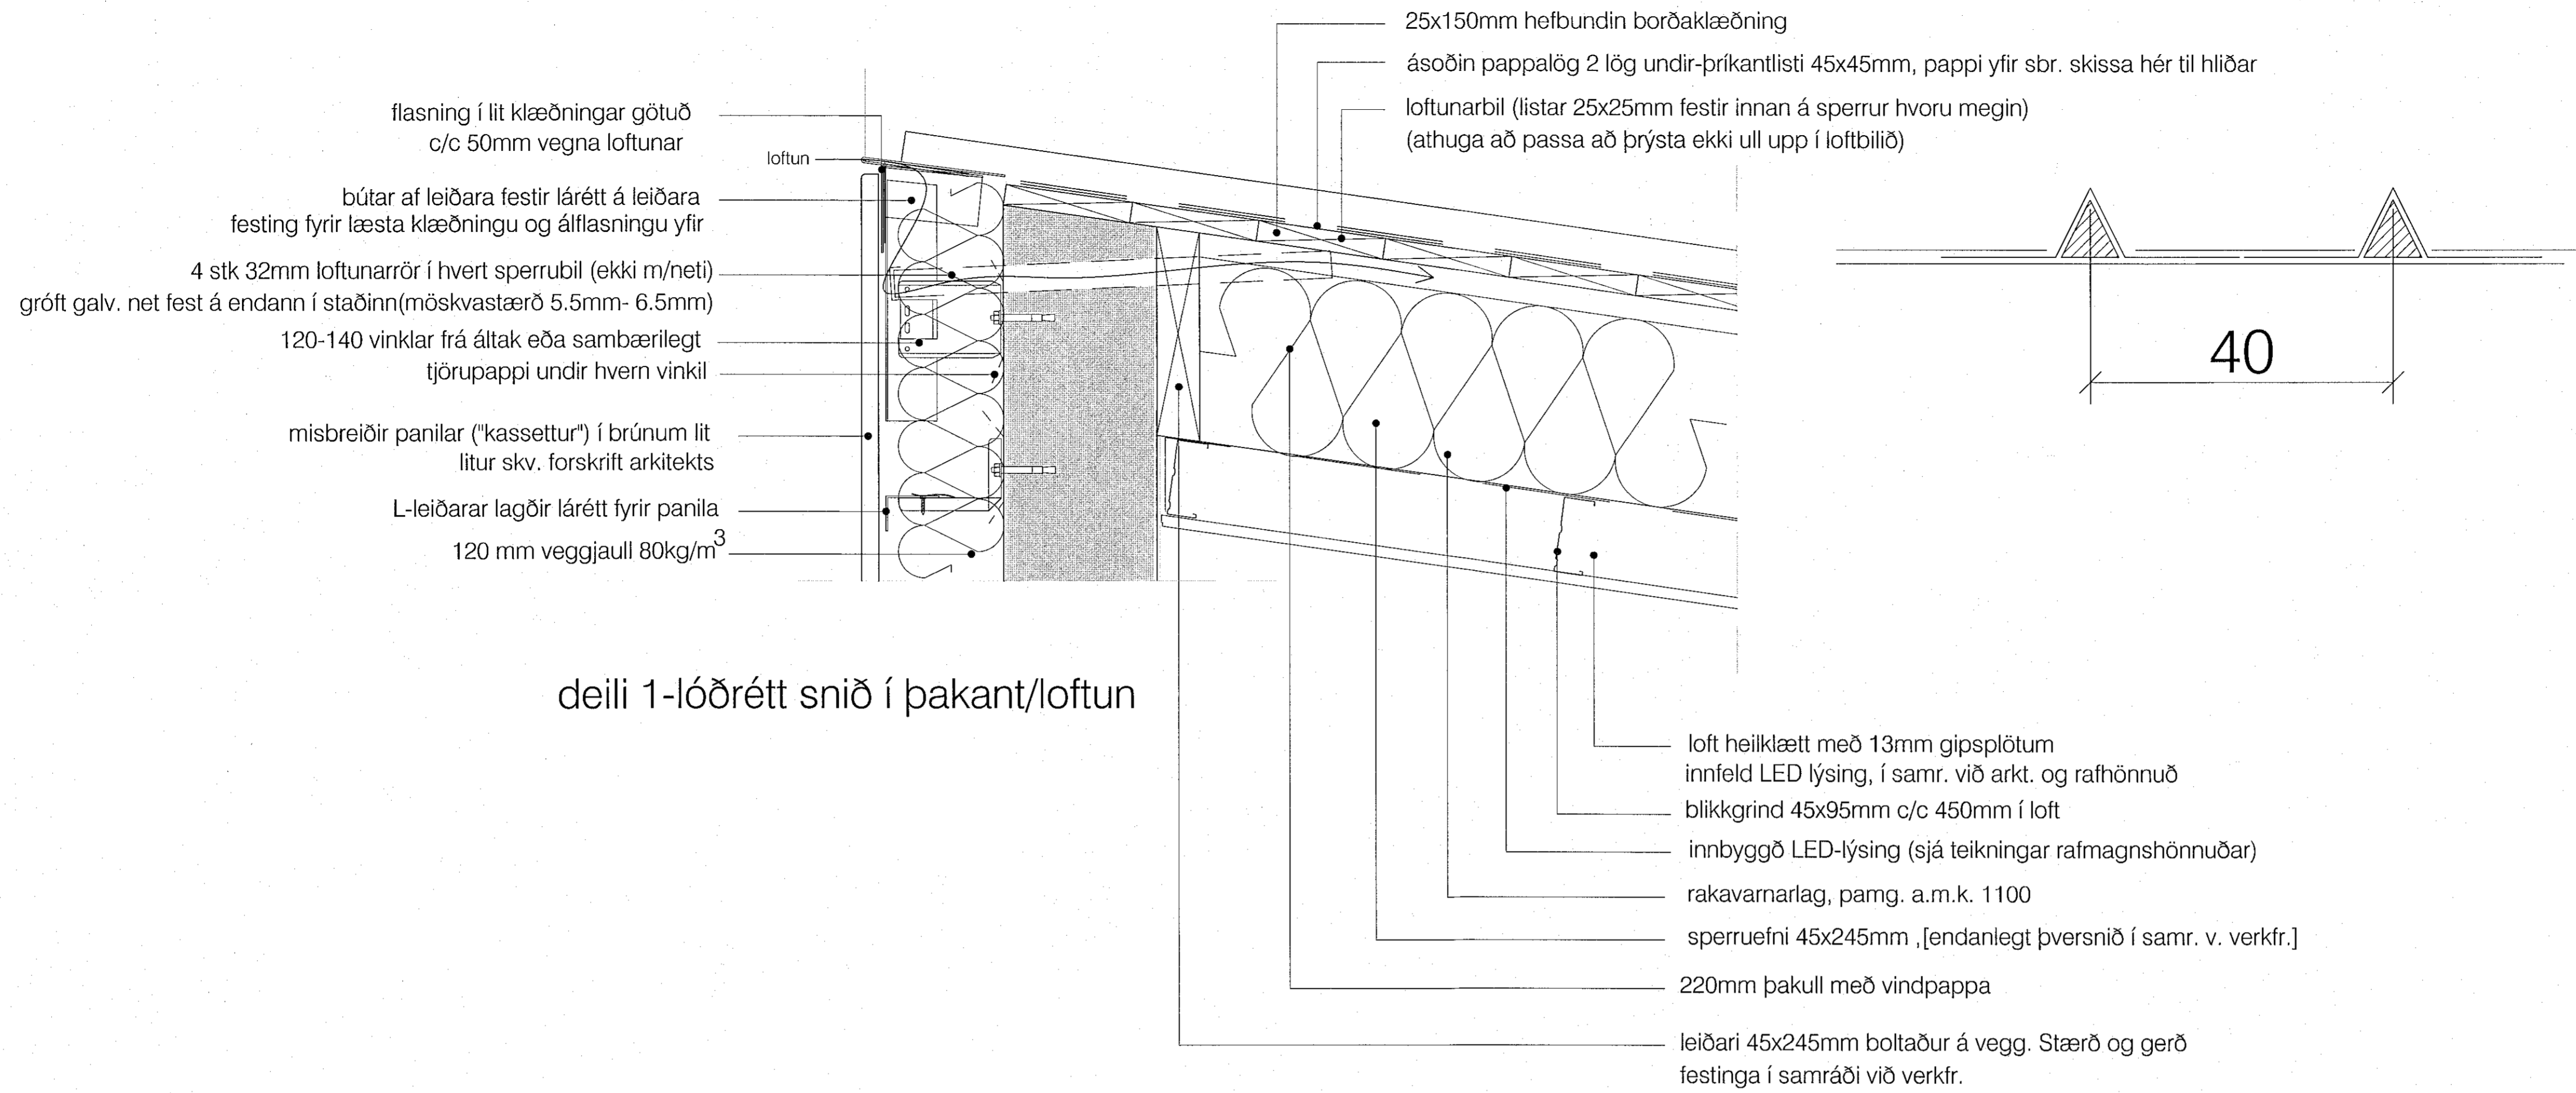 25x150mm hefbundin borðaklæðning
ásoðin pappalög 2 lög undir-þríkantlisti 45x45mm, pappi yfir sbr. skissa hér til hliðar
loftunarbil (listar 25x25mm festir innan á sperrur hvoru megin)
(athuga að passa að þrýsta ekki ull upp í loftbilið)
flasning í lit klæðningar götuð
c/c 50mm vegna loftunar
loftun
bútar af leiðara festir lárétt á leiðara
festing fyrir læsta klæðningu og álflasningu yfir
4 stk 32mm loftunarrör í hvert sperrubil (ekki m/neti)
gróft galv. net fest á endann í staðinn(möskvastærð 5.5mm- 6.5mm)
120-140 vinklar frá áltak eða sambærilegt
tjörupappi undir hvern vinkil
misbreiðir panilar ("kassettur") í brúnum lit
litur skv. forskrift arkitekts
L-leiðarar lagðir lárétt fyrir panila
120 mm veggjaull 80kg/m3
40
deili 1-lóðrétt snið í þakant/loftun
loft heilklætt með 13mm gipsplötum
innfeld LED lýsing, í samr. við arkt. og rafhönnuð
blikkgrind 45x95mm c/c 450mm í loft
innbyggð LED-lýsing (sjá teikningar rafmagnshönnuðar)
rakavarnarlag, pamg. a.m.k. 1100
sperruefni 45x245mm ,[endanlegt þversnið í samr. v. verkfr.]
220mm þakull með vindpappa
leiðari 45x245mm boltaður á vegg. Stærð og gerð
festinga í samráði við verkfr.